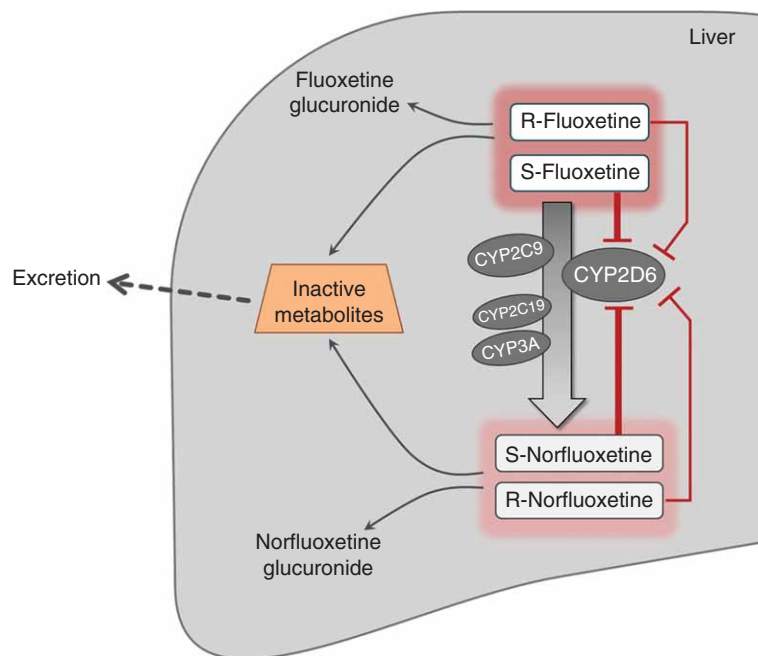 Liver
Fluoxetine
glucuronide
R-Fluoxetine
S-Fluoxetine
CYP2C9
CYP2D6
Excretion
Inactive
metabolites
CYP2C19
CYP3A
S-Norfluoxetine
R-Norfluoxetine
Norfluoxetine
glucuronide